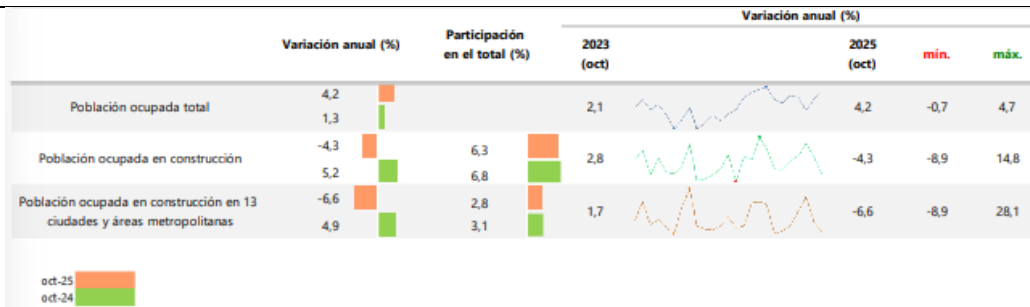 Variación anual (%)
Variación anual (%) Participación en el total (%) 2023 (oct) 2025 (oct) mín. máx.
Población ocupada total 4,2 2,1 4,2 -0,7 4,7
1,3
Población ocupada en construcción -4,3 6,3 2,8 -4,3 -8,9 14,8
5,2 6,8
Población ocupada en construcción en 13 -6,6 2,8 1,7 -6,6 -8,9 28,1
ciudades y áreas metropolitanas 4,9 3,1
oct-25
oct-24